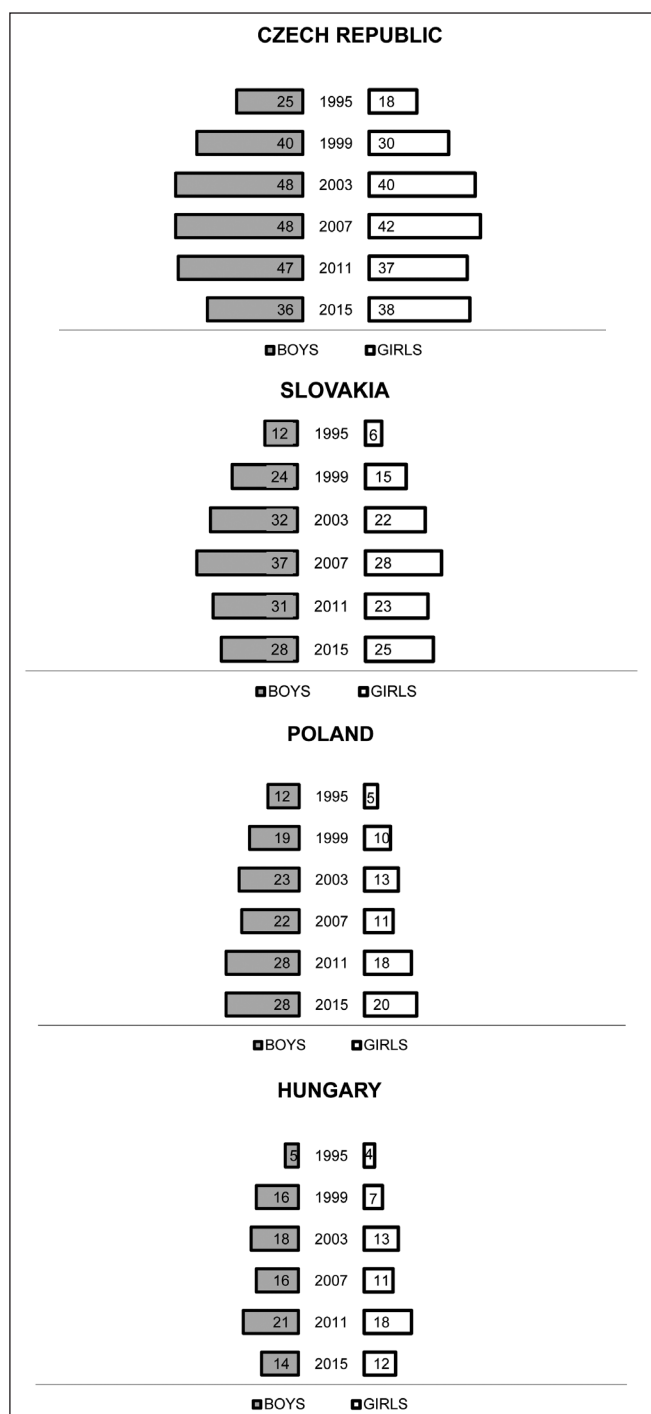 CZECH REPUBLIC
25 1995 18
40 1999 30
48 2003 40
48 2007 42
47 2011 37
36 2015 38
BOYS GIRLS
SLOVAKIA
12 1995 6
24 1999 15
32 2003 22
37 2007 28
31 2011 23
28 2015 25
BOYS GIRLS
POLAND
12 1995 5
19 1999 10
23 2003 13
22 2007 11
28 2011 18
28 2015 20
BOYS GIRLS
HUNGARY
5 1995 4
16 1999 7
18 2003 13
16 2007 11
21 2011 18
14 2015 12
BOYS GIRLS